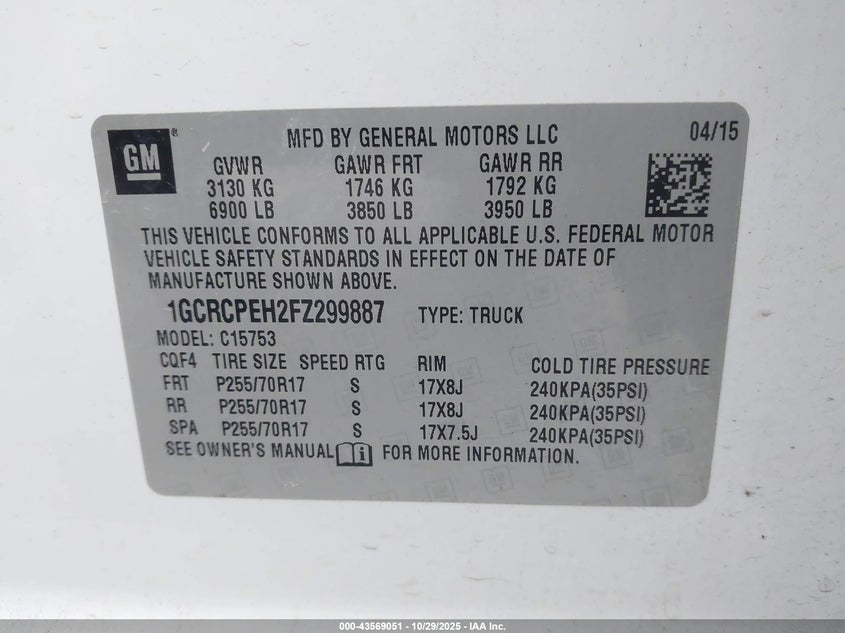 GM ® MFD BY GENERAL MOTORS LLC 04/15
GVWR GAWR FRT GAWR RR
3130 KG 1746 KG 1792 KG
6900 LB 3850 LB 3950 LB
THIS VEHICLE CONFORMS TO ALL APPLICABLE U.S. FEDERAL MOTOR
VEHICLE SAFETY STANDARDS IN EFFECT ON THE DATE OF
MANUFACTURE SHOWN ABOVE.
1GCRCPEH2FZ299887 TYPE: TRUCK
MODEL: C15753
CQF4 TIRE SIZE SPEED RTG RIM COLD TIRE PRESSURE
FRT P255/70R17 S 17X8J 240KPA(35PSI)
RR P255/70R17 S 17X8J 240KPA(35PSI)
SPA P255/70R17 S 17X7.5J 240KPA(35PSI)
SEE OWNER'S MANUAL i FOR MORE INFORMATION.
000-43569051 | 10/29/2025 | IAA Inc.